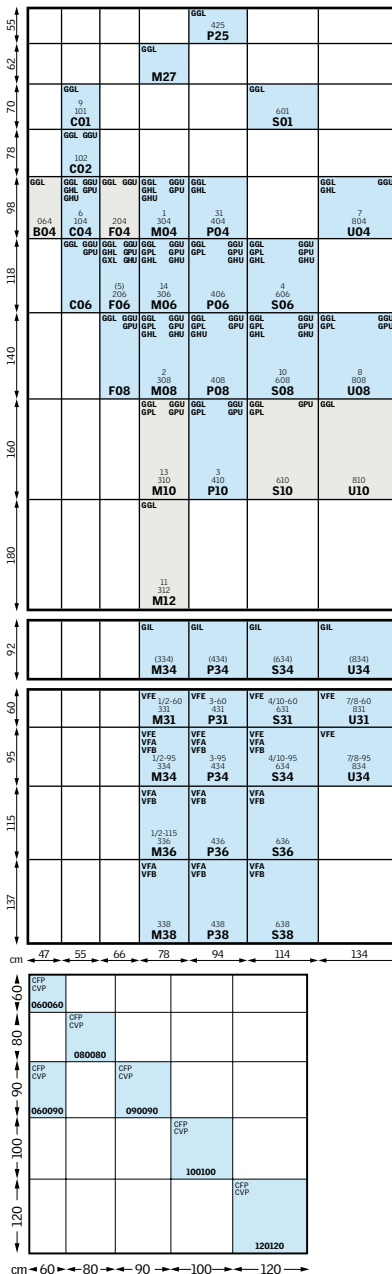 55
GGL
425
P25
62
GGL
M27
70
GGL
9
101
C01
GGL
601
S01
78
GGL GGU
102
C02
98
GGL
064
B04
GGL GGU
GHL GPU
GHU
6
104
C04
GGL GGU
204
F04
GGL GGU
GHL GPU
GHU
1
304
M04
GGL
GHL
31
404
P04
GGL GGU
GHL
7
804
U04
118
GGL GGU
GPU
C06
GGL GGU
GHL GPU
GXL GHU
(5)
206
F06
GGL GGU
GPL GPU
GHL GHU
14
306
M06
GGL GGU
GPL GPU
406
P06
GGL GGU
GPL GPU
GHL GHU
4
606
S06
140
GGL GGU
GPU
F08
GGL GGU
GPL GPU
GHL GHU
2
308
M08
GGL GGU
GPL GPU
GHU
408
P08
GGL GGU
GPL GPU
GHL GHU
10
608
S08
GGL GGU
GPL GPU
8
808
U08
160
GGL GGU
GPL GPU
13
310
M10
GGL GGU
GPL GPU
3
410
P10
GGL GPU
GPL
610
S10
GGL
810
U10
180
GGL
11
312
M12
92
GIL
(334)
M34
GIL
(434)
P34
GIL
(634)
S34
GIL
(834)
U34
60
VFE 1/2-60
331
M31
VFE 3-60
431
P31
VFE 4/10-60
631
S31
VFE 7/8-60
831
U31
95
VFE
VFA
VFB
1/2-95
334
M34
VFE
VFA
VFB
3-95
434
P34
VFE
VFA
VFB
4/10-95
634
S34
VFE
7/8-95
834
U34
115
VFA
VFB
1/2-115
336
M36
VFA
VFB
436
P36
VFA
VFB
636
S36
137
VFA
VFB
338
M38
VFA
VFB
438
P38
VFA
VFB
638
S38
cm 47 55 66 78 94 114 134
60
CFP
CVP
060060
80
CFP
CVP
080080
90
CFP
CVP
060090
CFP
CVP
090090
100
CFP
CVP
100100
120
CFP
CVP
120120
cm 60 80 90 100 120